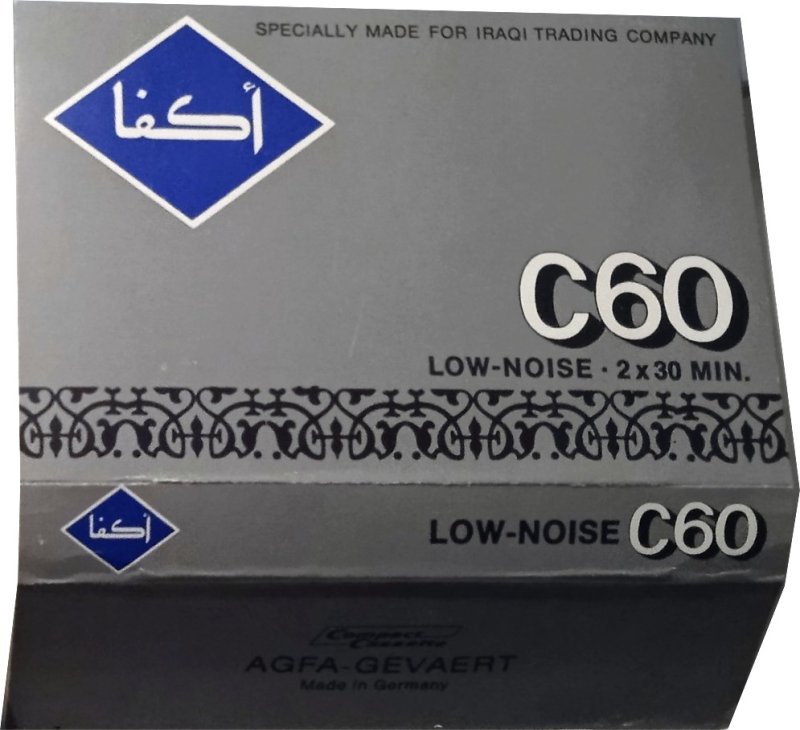 SPECIALLY MADE FOR IRAQI TRADING COMPANY
أكفا
C60
LOW-NOISE · 2 x 30 MIN.
أكفا
LOW-NOISE C60
Compact
Cassette
AGFA-GEVAERT
Made in Germany